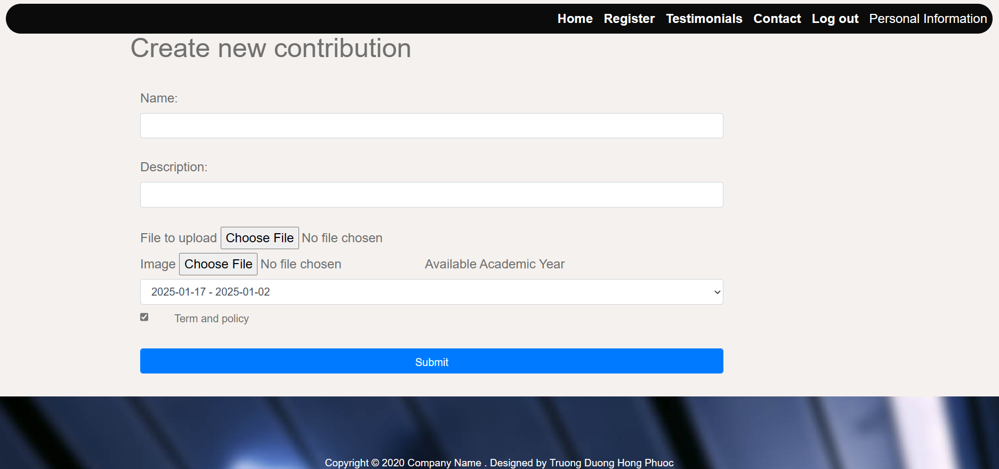 Home Register Testimonials Contact Log out Personal Information
Create new contribution
Name:
Description:
File to upload Choose File No file chosen
Image Choose File No file chosen Available Academic Year
2025-01-17 - 2025-01-02
Term and policy
Submit
Copyright © 2020 Company Name . Designed by Truong Duong Hong Phuoc